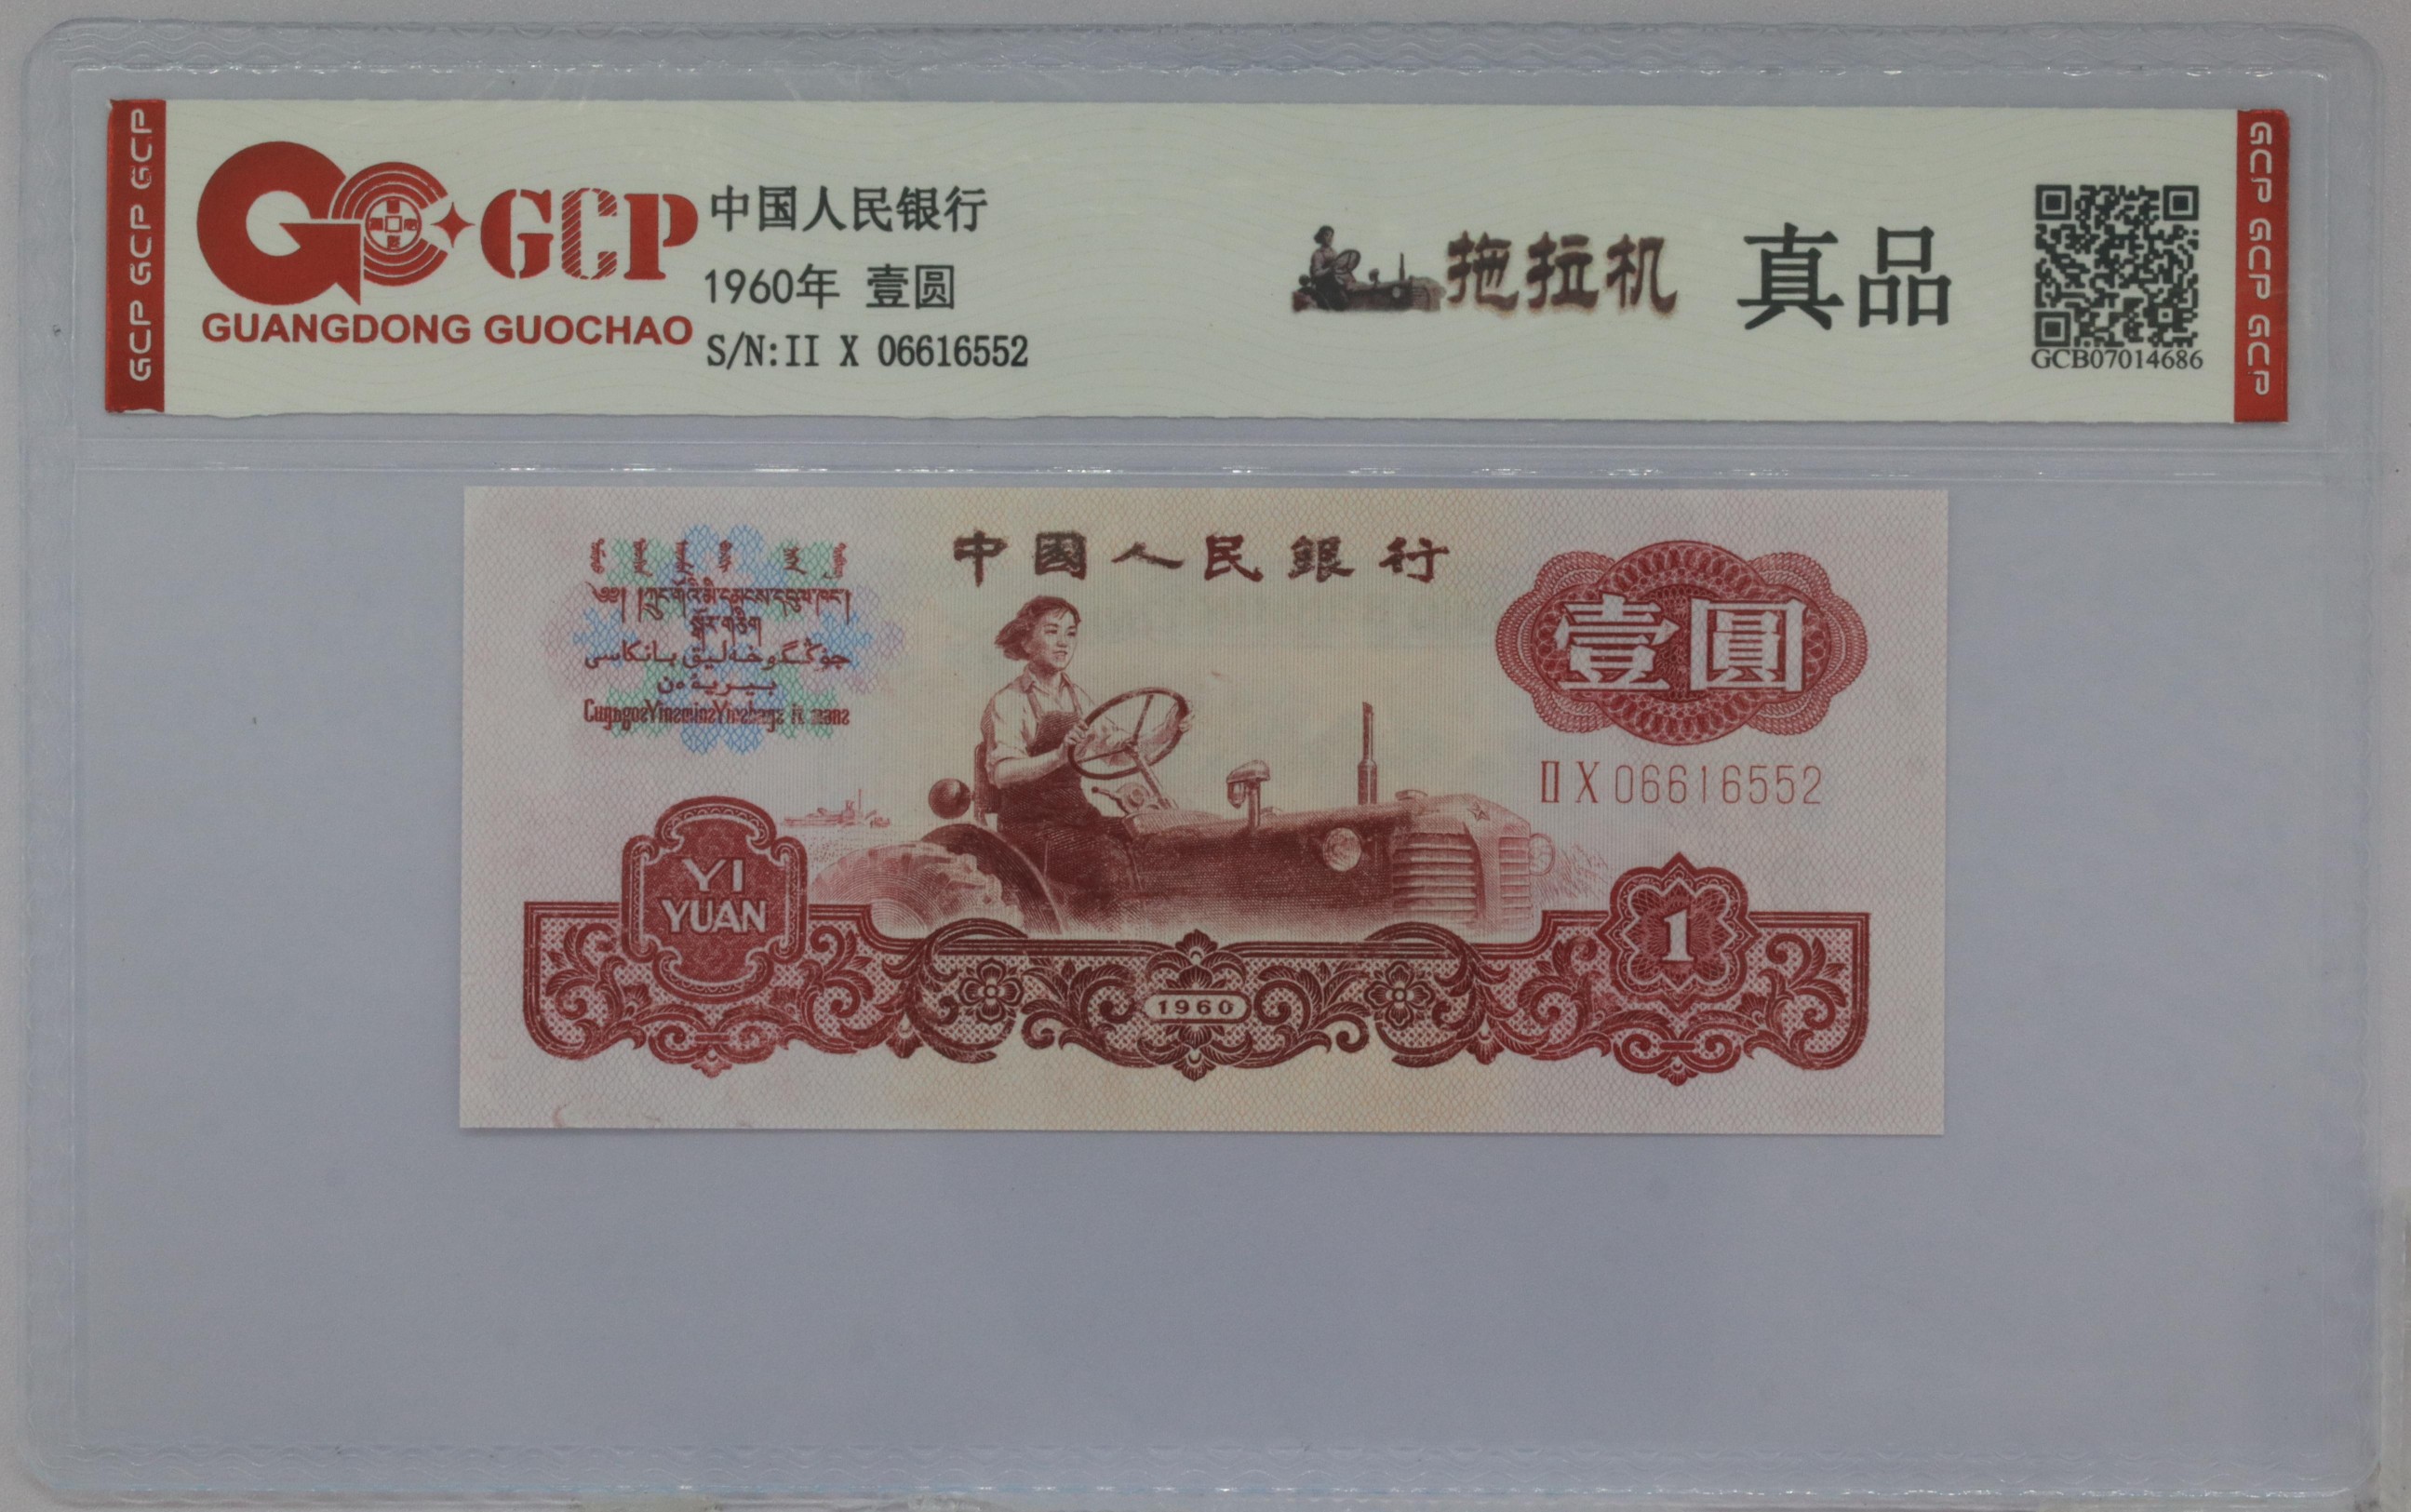 GCP GCP GCP
GCP
GUANGDONG GUOCHAO
中国人民银行
1960年 壹圆
S/N:II X 06616552
拖拉机
真品
GCB07014686
GCP GCP GCP
中國人民銀行
壹圓
ⅡX06616552
YI
YUAN
1960
1